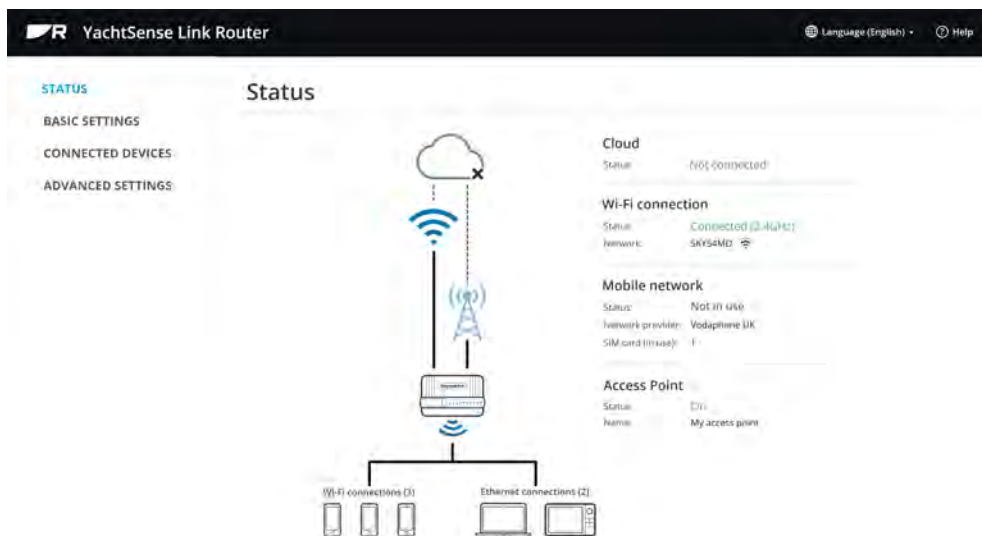 YachtSense Link Router
Language (English)
Help
STATUS
BASIC SETTINGS
CONNECTED DEVICES
ADVANCED SETTINGS
Status
Cloud
Status: Not connected
Wi-Fi connection
Status: Connected (2.4GHz)
Network: SKY54MD
Mobile network
Status: Not in use
Network provider: Vodaphone UK
SIM card (in use): 1
Access Point
Status: On
Name: My access point
Wi-Fi connections (3)
Ethernet connections (2)